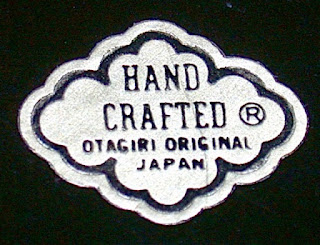 HAND
CRAFTED ®
OTAGIRI ORIGINAL
JAPAN